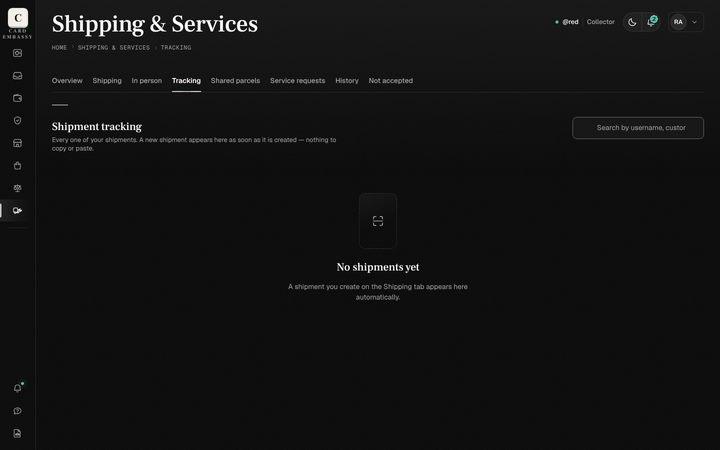 C
CARD
EMBASSY
Shipping & Services
HOME › SHIPPING & SERVICES › TRACKING
@red Collector
2
RA
Overview Shipping In person Tracking Shared parcels Service requests History Not accepted
Shipment tracking
Every one of your shipments. A new shipment appears here as soon as it is created — nothing to
copy or paste.
Search by username, custor
No shipments yet
A shipment you create on the Shipping tab appears here
automatically.